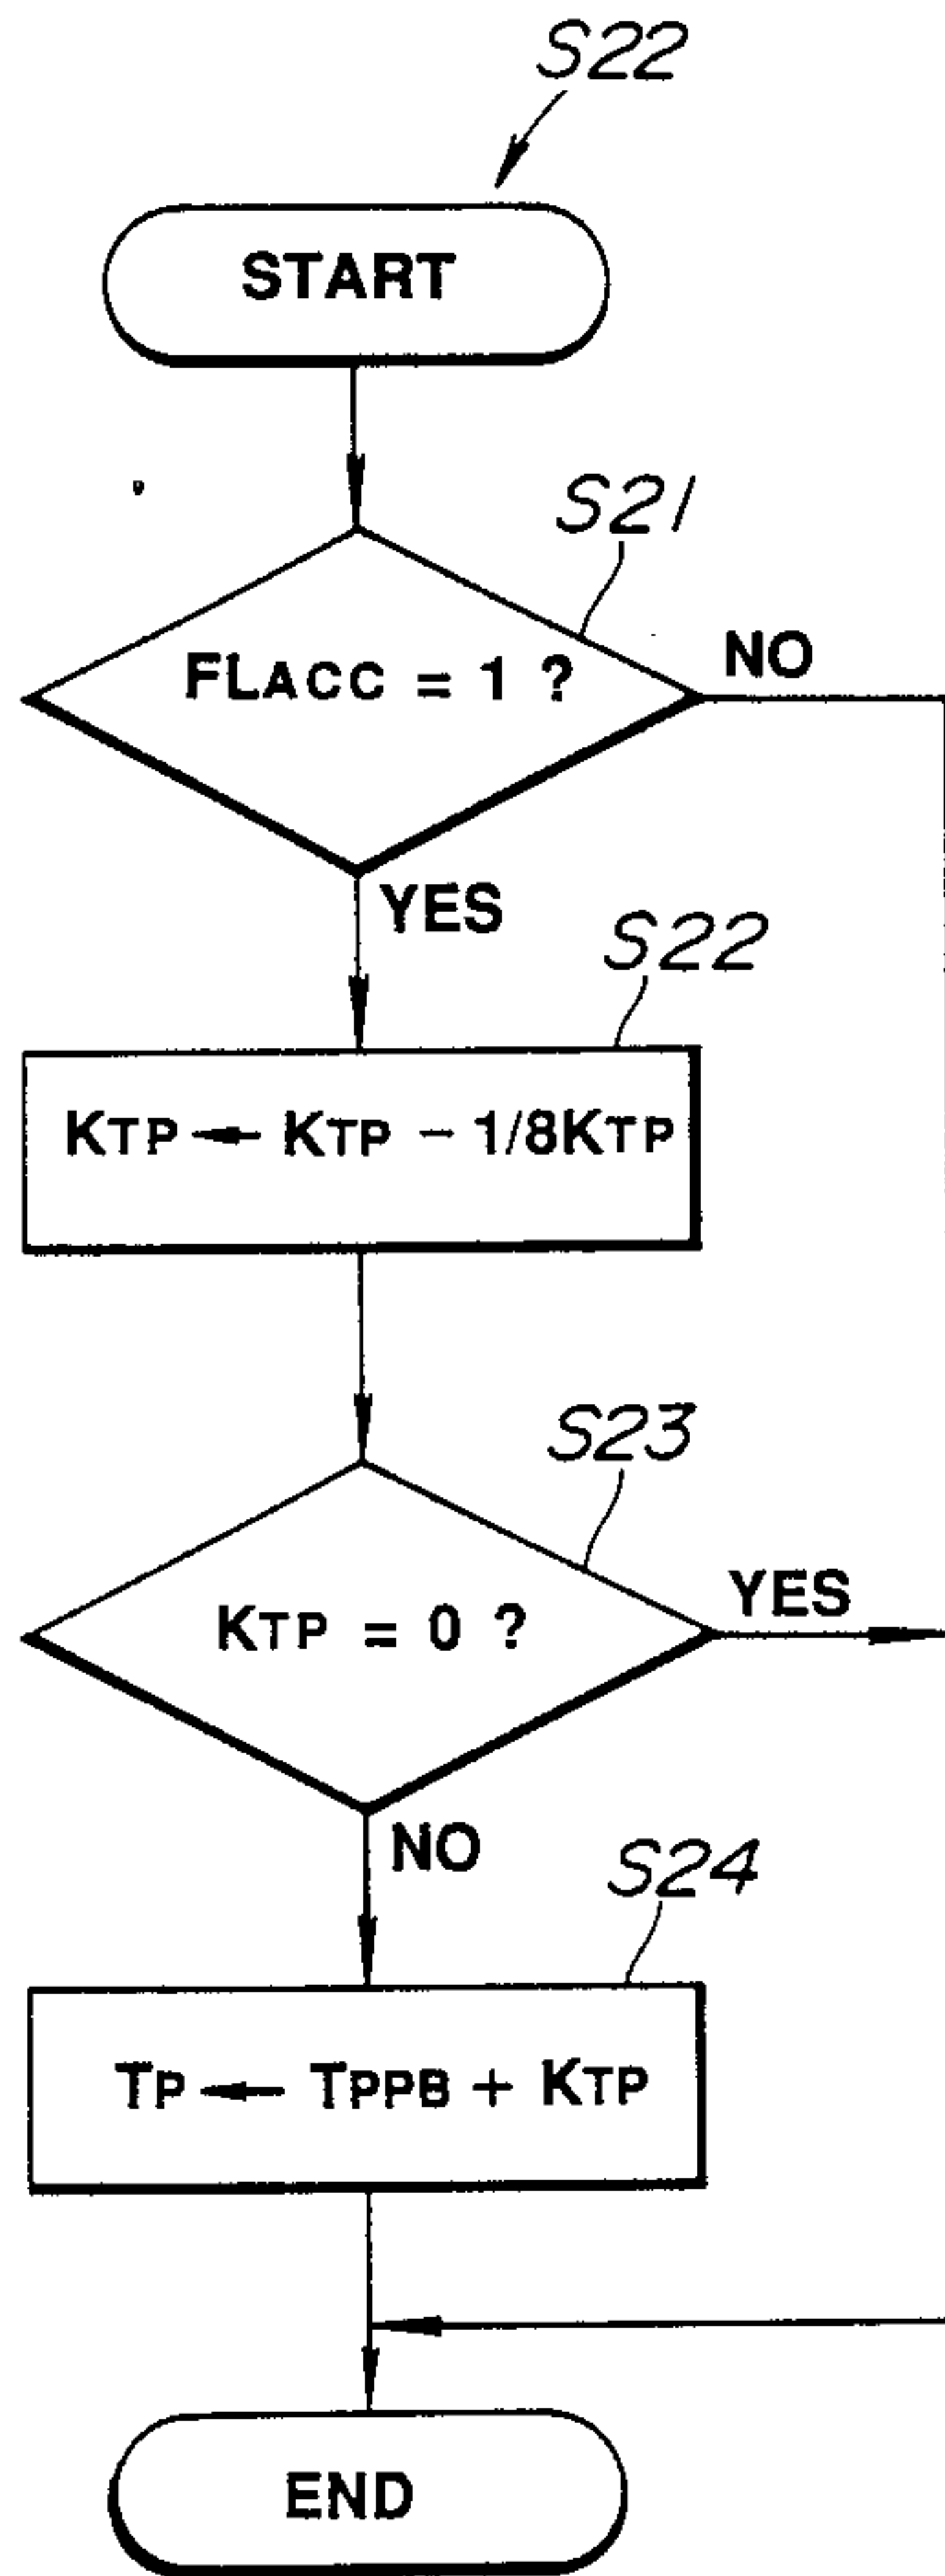 S22
START
S21
FLACC = 1 ?
NO
YES
S22
KTP ← KTP - 1/8KTP
S23
KTP = 0 ?
YES
NO
S24
TP ← TPPB + KTP
END